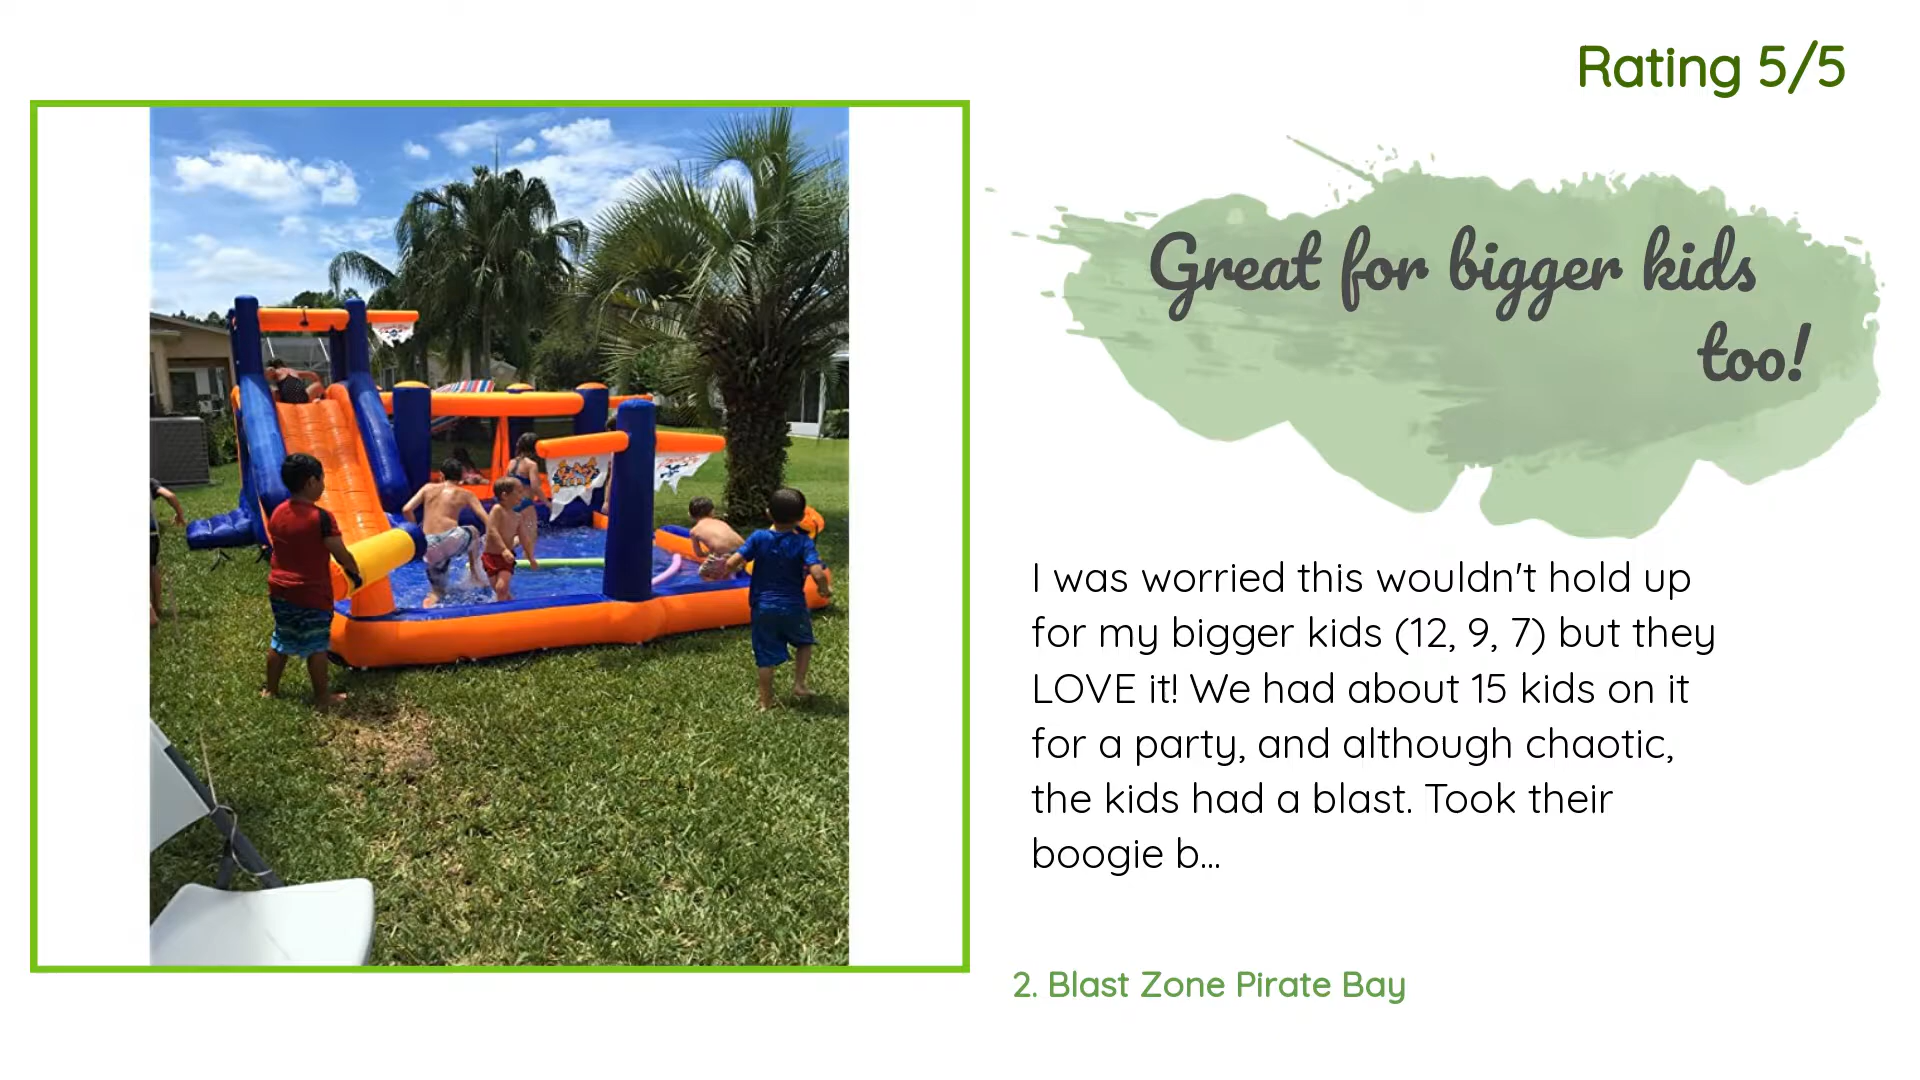 Rating 5/5
Great for bigger kids
too!
I was worried this wouldn't hold up
for my bigger kids (12, 9, 7) but they
LOVE it! We had about 15 kids on it
for a party, and although chaotic,
the kids had a blast. Took their
boogie b...
2. Blast Zone Pirate Bay